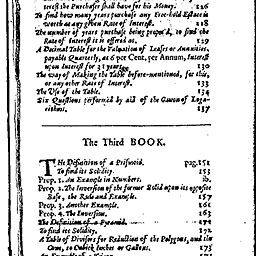 terest the Purchaser shall have for his Money. 126
To find how many years purchase any Free-hold Estate is
worth at any given Rate of Interest. 128
The number of years purchase being propos'd, to find the
Rate of Interest it is offered at. 129
A Decimal Table for the Valuation of Leases or Annuities,
payable Quarterly, at 6 per Cent, per Annum, Interest
upon Interest for 31 years. 130
The way of Making the Table before-mentioned, for this,
or any other Rate of Interest. 133
The Use of the Table. 134
Six Questions performed by aid of the Canon of Loga-
rithms. 137
The Third BOOK.
THe Definition of a Prismoid. pag. 151
To find its Solidity. 153
Prop. 1. An Example in Numbers. ib.
Prop. 2. The Inversion of the former Solid upon its opposite
Base, the Rule and Example. 157
Prop. 3. Another Example. 161
Prop. 4. The Inversion. 163
The Definition of a Pyramid.
To find its Solidity. 172
A Table of Divisors for Reduction of the Polygons, and the
Cone, to Cubick Inches or Gallons. 175